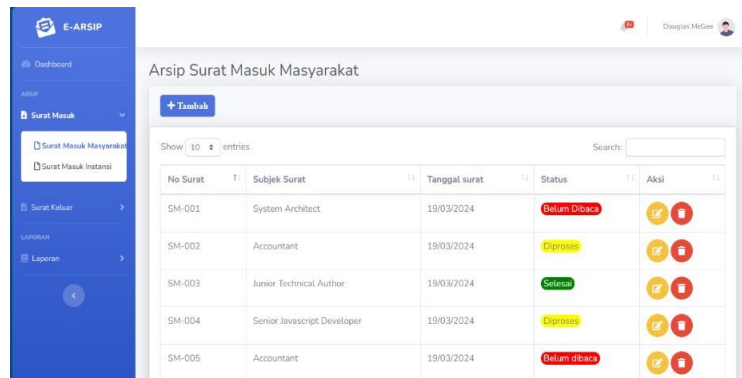 E-ARSIP
3+
Douglas McGee
Dashboard
Arsip Surat Masuk Masyarakat
ARSIP
Surat Masuk
+ Tambah
Surat Masuk Masyarakat
Surat Masuk Instansi
Show 10 entries
Search:
No Surat Subjek Surat Tanggal surat Status Aksi
SM-001 System Architect 19/03/2024 Belum Dibaca
Surat Keluar
SM-002 Accountant 19/03/2024 Diproses
LAPORAN
Laporan
SM-003 Junior Technical Author 19/03/2024 Selesai
SM-004 Senior Javascript Developer 19/03/2024 Diproses
SM-005 Accountant 19/03/2024 Belum dibaca